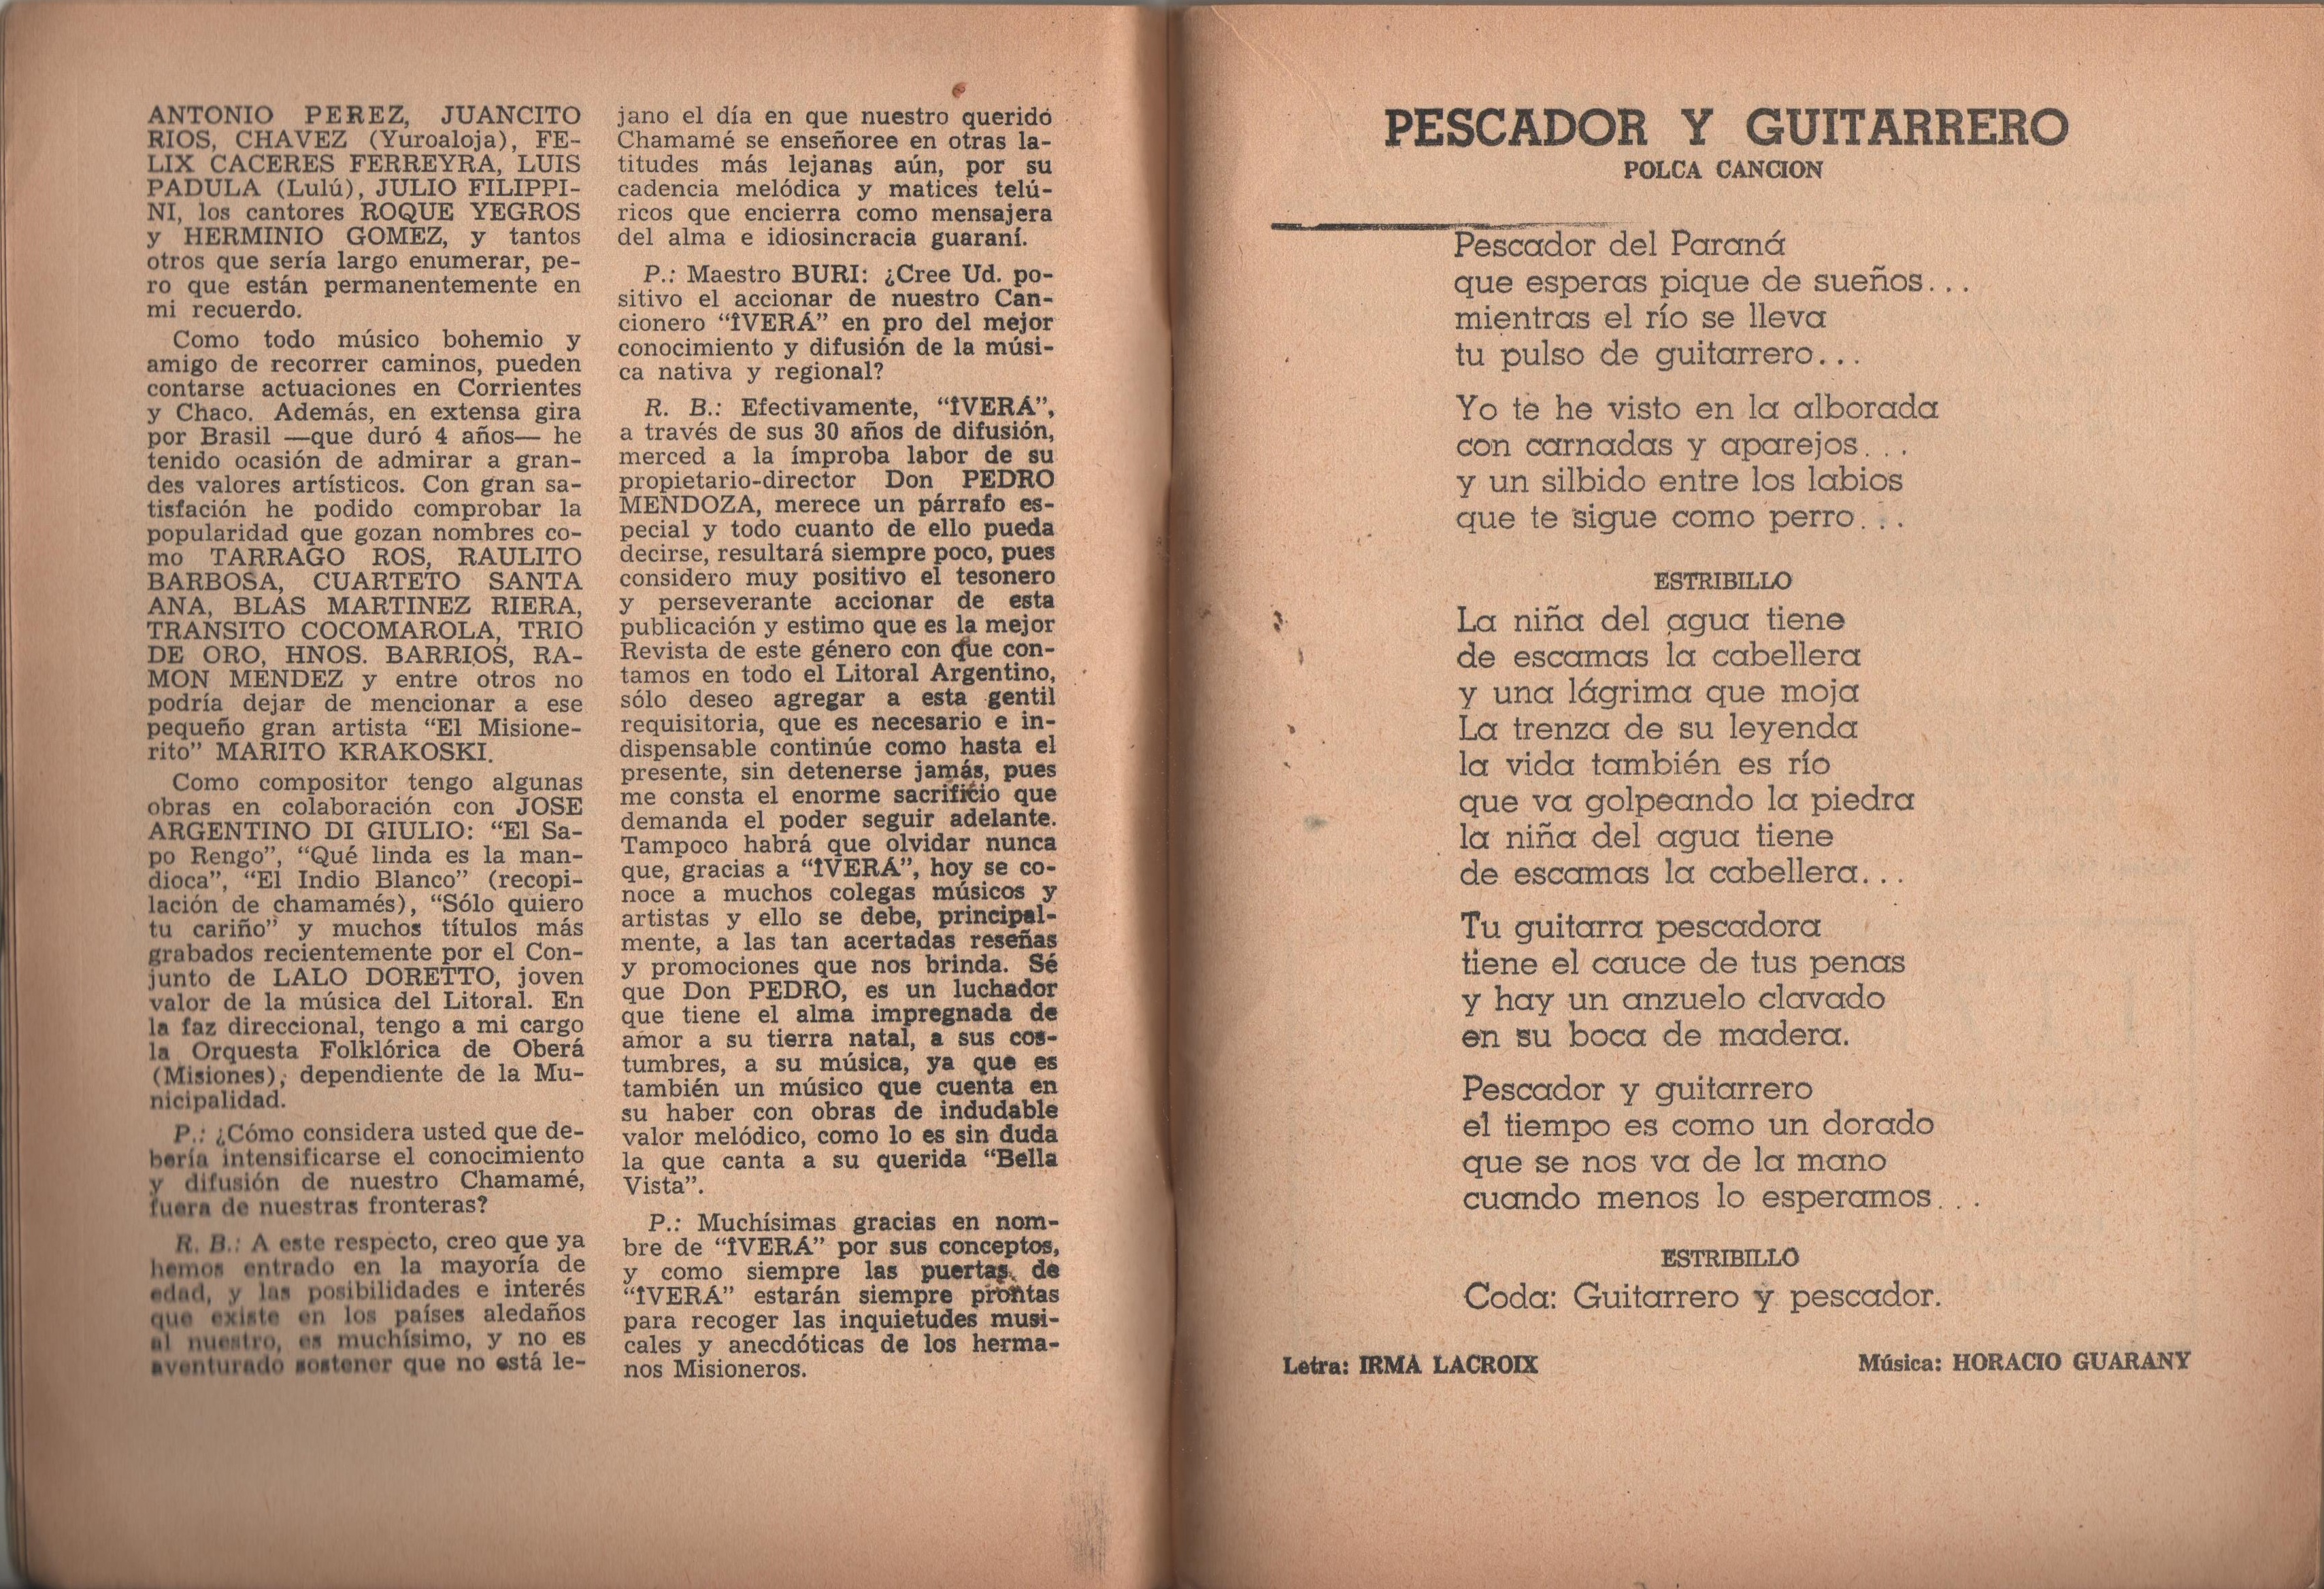 ANTONIO PEREZ, JUANCITO
RIOS, CHAVEZ (Yuroaloja), FE-
LIX CACERES FERREYRA, LUIS
PADULA (Lulú), JULIO FILIPPI-
NI, los cantores ROQUE YEGROS
y HERMINIO GOMEZ, y tantos
otros que sería largo enumerar, pe-
ro que están permanentemente en
mi recuerdo.
Como todo músico bohemio y
amigo de recorrer caminos, pueden
contarse actuaciones en Corrientes
y Chaco. Además, en extensa gira
por Brasil —que duró 4 años— he
tenido ocasión de admirar a gran-
des valores artísticos. Con gran sa-
tisfación he podido comprobar la
popularidad que gozan nombres co-
mo TARRAGO ROS, RAULITO
BARBOSA, CUARTETO SANTA
ANA, BLAS MARTINEZ RIERA,
TRANSITO COCOMAROLA, TRIO
DE ORO, HNOS. BARRIOS, RA-
MON MENDEZ y entre otros no
podría dejar de mencionar a ese
pequeño gran artista “El Misione-
rito” MARITO KRAKOSKI.
Como compositor tengo algunas
obras en colaboración con JOSE
ARGENTINO DI GIULIO: “El Sa-
po Rengo”, “Qué linda es la man-
dioca”, “El Indio Blanco” (recopi-
lación de chamamés), “Sólo quiero
tu cariño” y muchos títulos más
grabados recientemente por el Con-
junto de LALO DORETTO, joven
valor de la música del Litoral. En
la faz direccional, tengo a mi cargo
la Orquesta Folklórica de Oberá
(Misiones), dependiente de la Mu-
nicipalidad.
P.: ¿Cómo considera usted que de-
bería intensificarse el conocimiento
y difusión de nuestro Chamamé,
fuera de nuestras fronteras?
R. B.: A este respecto, creo que ya
hemos entrado en la mayoría de
edad, y las posibilidades e interés
que existe en los países aledaños
al nuestro, es muchísimo, y no es
aventurado sostener que no está le-
jano el día en que nuestro querido
Chamamé se enseñoree en otras la-
titudes más lejanas aún, por su
cadencia melódica y matices telú-
ricos que encierra como mensajera
del alma e idiosincracia guaraní.
P.: Maestro BURI: ¿Cree Ud. po-
sitivo el accionar de nuestro Can-
cionero “ÎVERÁ” en pro del mejor
conocimiento y difusión de la músi-
ca nativa y regional?
R. B.: Efectivamente, “ÎVERÁ”,
a través de sus 30 años de difusión,
merced a la ímproba labor de su
propietario-director Don PEDRO
MENDOZA, merece un párrafo es-
pecial y todo cuanto de ello pueda
decirse, resultará siempre poco, pues
considero muy positivo el tesonero
y perseverante accionar de esta
publicación y estimo que es la mejor
Revista de este género con que con-
tamos en todo el Litoral Argentino,
sólo deseo agregar a esta gentil
requisitoria, que es necesario e in-
dispensable continúe como hasta el
presente, sin detenerse jamás, pues
me consta el enorme sacrificio que
demanda el poder seguir adelante.
Tampoco habrá que olvidar nunca
que, gracias a “ÎVERÁ”, hoy se co-
noce a muchos colegas músicos y
artistas y ello se debe, principal-
mente, a las tan acertadas reseñas
y promociones que nos brinda. Sé
que Don PEDRO, es un luchador
que tiene el alma impregnada de
amor a su tierra natal, a sus cos-
tumbres, a su música, ya que es
también un músico que cuenta en
su haber con obras de indudable
valor melódico, como lo es sin duda
la que canta a su querida “Bella
Vista”.
P.: Muchísimas gracias en nom-
bre de “ÎVERÁ” por sus conceptos,
y como siempre las puertas de
“ÎVERÁ” estarán siempre prontas
para recoger las inquietudes musi-
cales y anecdóticas de los herma-
nos Misioneros.
PESCADOR Y GUITARRERO
POLCA CANCION
Pescador del Paraná
que esperas pique de sueños...
mientras el río se lleva
tu pulso de guitarrero...
Yo te he visto en la alborada
con carnadas y aparejos...
y un silbido entre los labios
que te sigue como perro...
ESTRIBILLO
La niña del agua tiene
de escamas la cabellera
y una lágrima que moja
La trenza de su leyenda
la vida también es río
que va golpeando la piedra
la niña del agua tiene
de escamas la cabellera...
Tu guitarra pescadora
tiene el cauce de tus penas
y hay un anzuelo clavado
en su boca de madera.
Pescador y guitarrero
el tiempo es como un dorado
que se nos va de la mano
cuando menos lo esperamos...
ESTRIBILLO
Coda: Guitarrero y pescador.
Letra: IRMA LACROIX
Música: HORACIO GUARANY